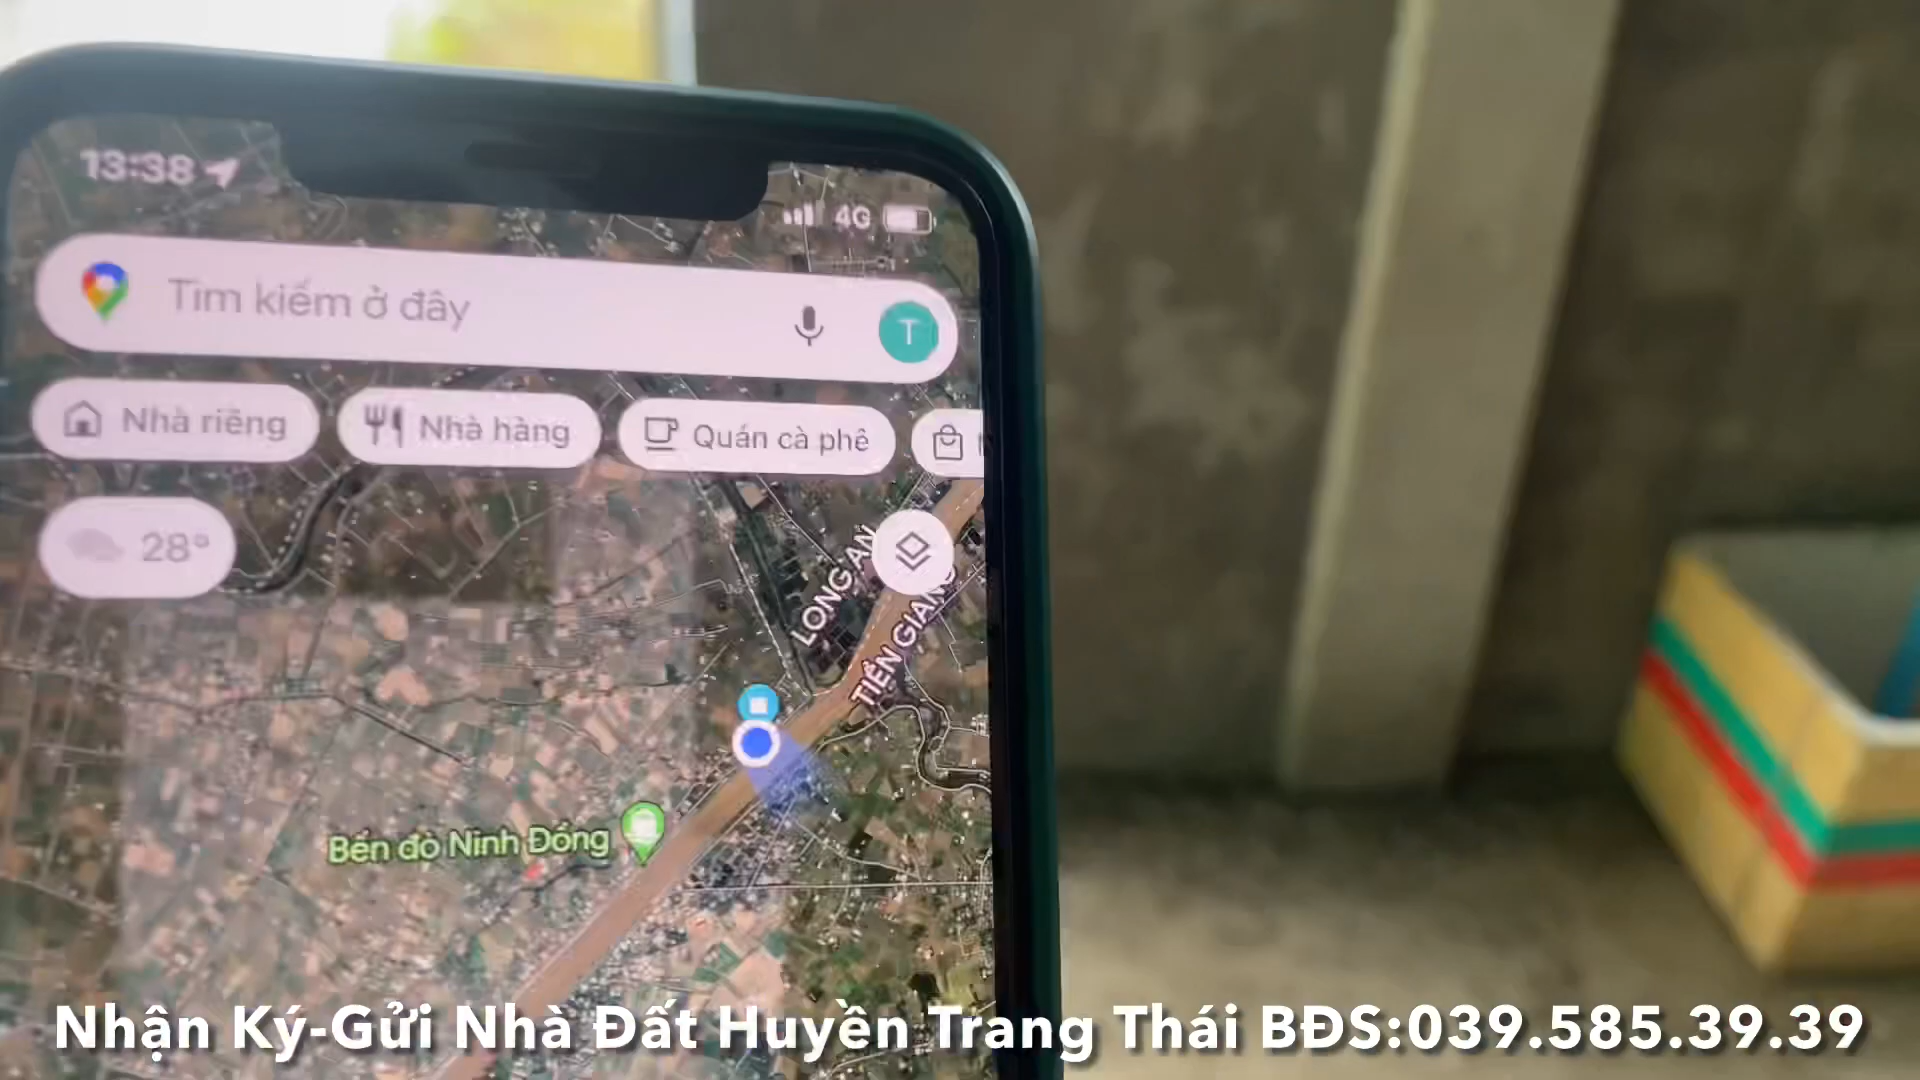 13:38
4G
Tìm kiếm ở đây
T
Nhà riêng
Nhà hàng
Quán cà phê
28°
LONG AN
TIỀN GIANG
Bến đò Ninh Đồng
Nhận Ký-Gửi Nhà Đất Huyền Trang Thái BĐS:039.585.39.39